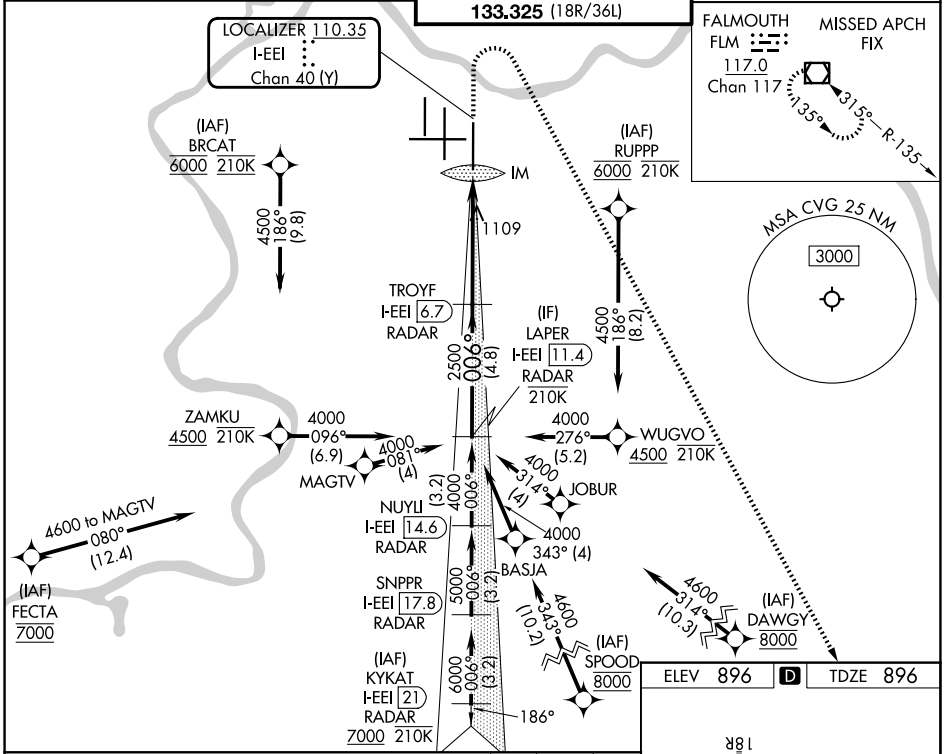 133.325 (18R/36L)
LOCALIZER 110.35
I-EEI
Chan 40 (Y)
FALMOUTH
FLM
117.0
Chan 117
MISSED APCH
FIX
135°
315°
R-135
(IAF)
BRCAT
6000 210K
4500
186°
(9.8)
IM
1109
(IAF)
RUPPP
6000 210K
4500
186°
(8.2)
MSA CVG 25 NM
3000
TROYF
I-EEI 6.7
RADAR
2500
006°
(4.8)
(IF)
LAPER
I-EEI 11.4
RADAR
210K
ZAMKU
4500 210K
4000
096°
(6.9)
MAGTV
4000
081°
(4)
4000
276°
(5.2)
WUGVO
4500 210K
4000
314°
(4)
JOBUR
4000
343° (4)
BASJA
(3.2)
4000
006°
NUYLI
I-EEI 14.6
RADAR
4600 to MAGTV
080°
(12.4)
(IAF)
FECTA
7000
SNPPR
I-EEI 17.8
RADAR
5000
006°
(3.2)
(IAF)
KYKAT
I-EEI 21
RADAR
7000 210K
6000
006°
(3.2)
186°
4600
343°
(10.2)
(IAF)
SPOOD
8000
4600
314°
(10.3)
(IAF)
DAWGY
8000
ELEV 896 D TDZE 896
18R